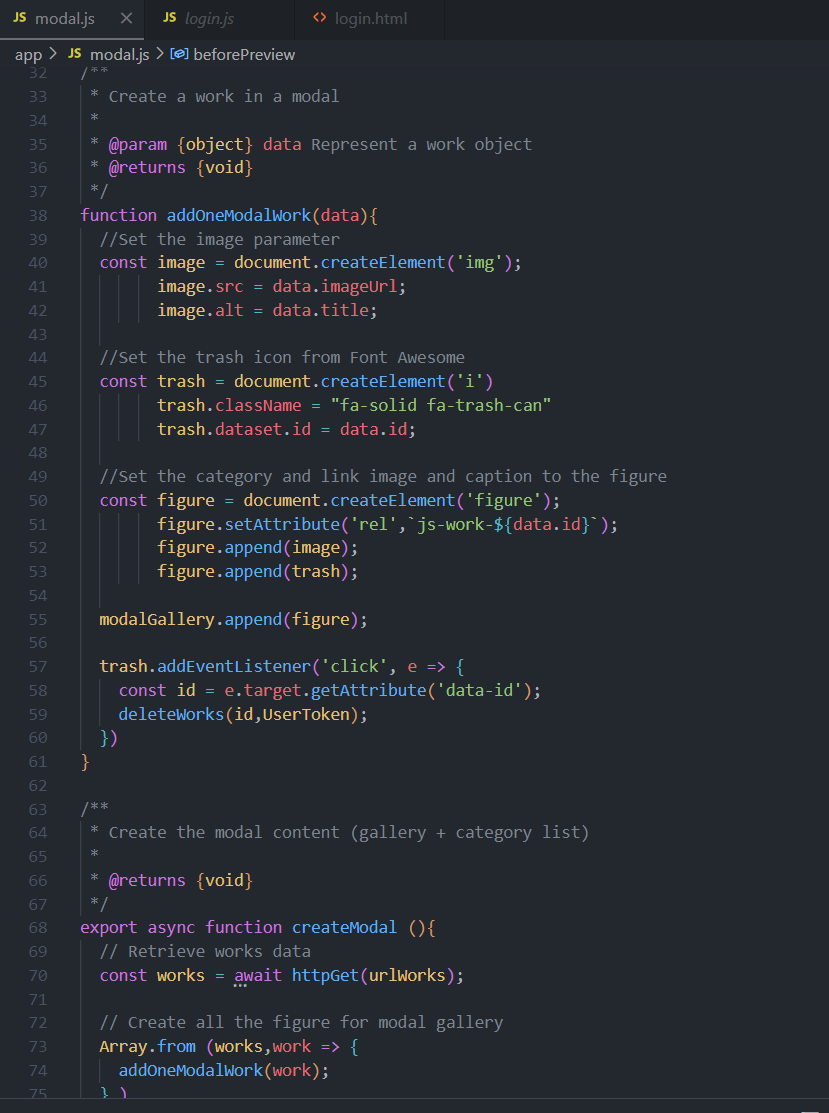 JS modal.js × JS login.js <> login.html
app > JS modal.js > beforePreview
32 /**
33 * Create a work in a modal
34 *
35 * @param {object} data Represent a work object
36 * @returns {void}
37 */
38 function addOneModalWork(data){
39 //Set the image parameter
40 const image = document.createElement('img');
41 image.src = data.imageUrl;
42 image.alt = data.title;
43
44 //Set the trash icon from Font Awesome
45 const trash = document.createElement('i')
46 trash.className = "fa-solid fa-trash-can"
47 trash.dataset.id = data.id;
48
49 //Set the category and link image and caption to the figure
50 const figure = document.createElement('figure');
51 figure.setAttribute('rel',`js-work-${data.id}`);
52 figure.append(image);
53 figure.append(trash);
54
55 modalGallery.append(figure);
56
57 trash.addEventListener('click', e => {
58 const id = e.target.getAttribute('data-id');
59 deleteWorks(id,UserToken);
60 })
61 }
62
63 /**
64 * Create the modal content (gallery + category list)
65 *
66 * @returns {void}
67 */
68 export async function createModal (){
69 // Retrieve works data
70 const works = await httpGet(urlWorks);
71
72 // Create all the figure for modal gallery
73 Array.from (works,work => {
74 addOneModalWork(work);
75 } )